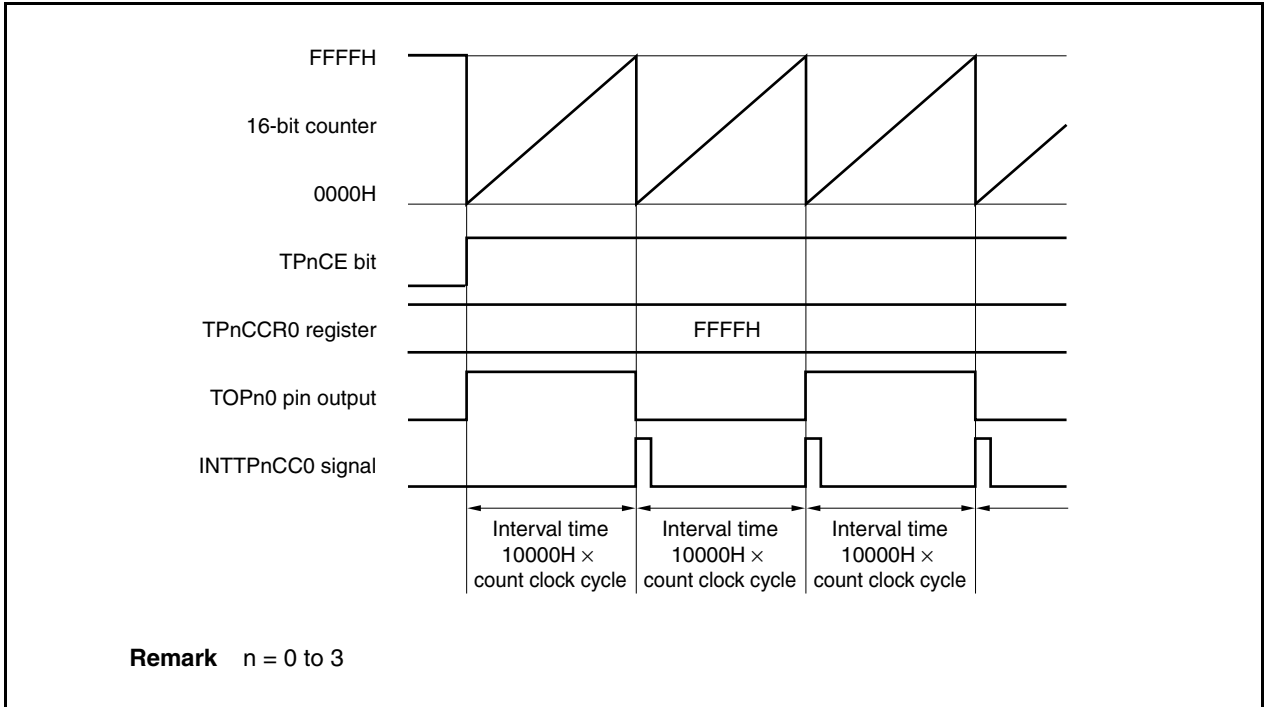 FFFFH
16-bit counter
0000H
TPnCE bit
TPnCCR0 register
FFFFH
TOPn0 pin output
INTTPnCC0 signal
Interval time
10000H ×
count clock cycle
Interval time
10000H ×
count clock cycle
Interval time
10000H ×
count clock cycle
Remark n = 0 to 3